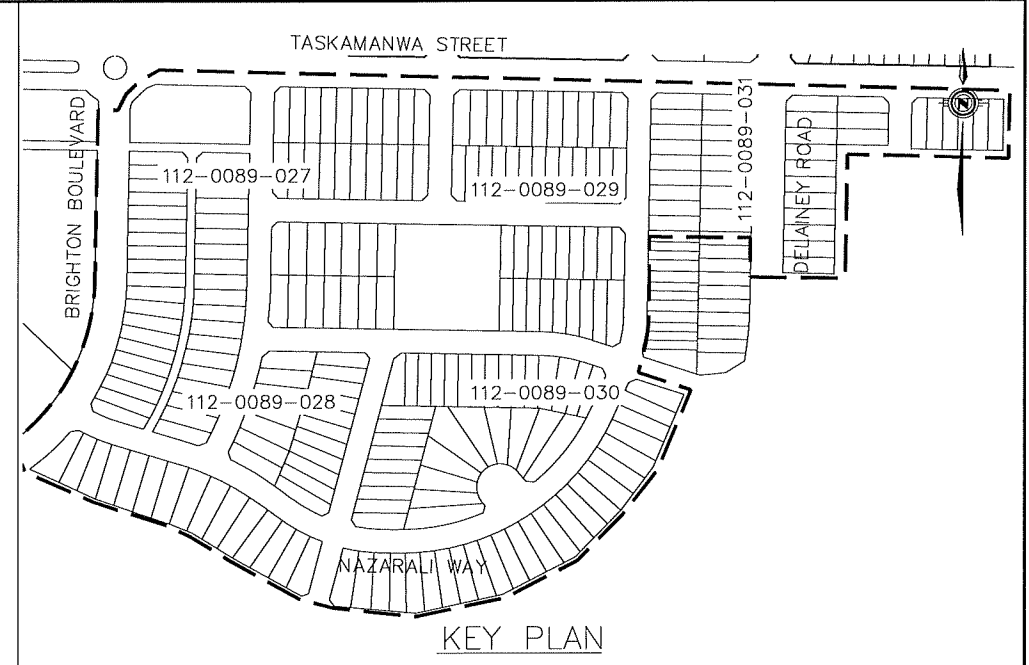 TASKAMANWA STREET
BRIGHTON BOULEVARD
112-0089-027
112-0089-029
112-0089-031
DELAINEY ROAD
N
112-0089-028
112-0089-030
NAZARALI WAY
KEY PLAN